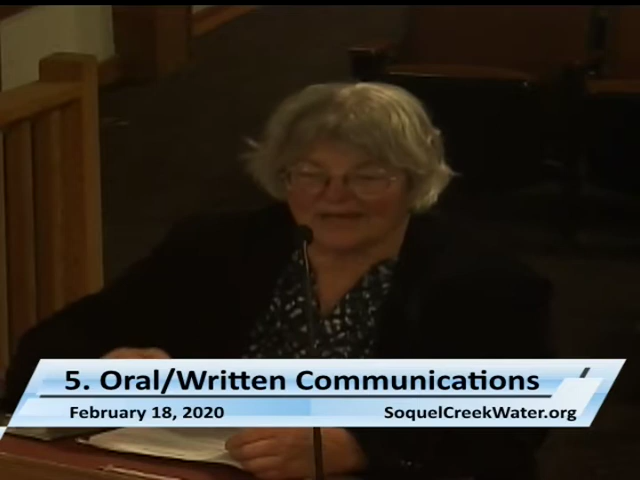 5. Oral/Written Communications
February 18, 2020 SoquelCreekWater.org